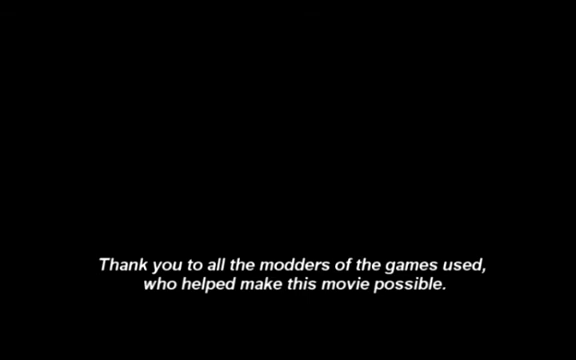 Thank you to all the modders of the games used,
who helped make this movie possible.